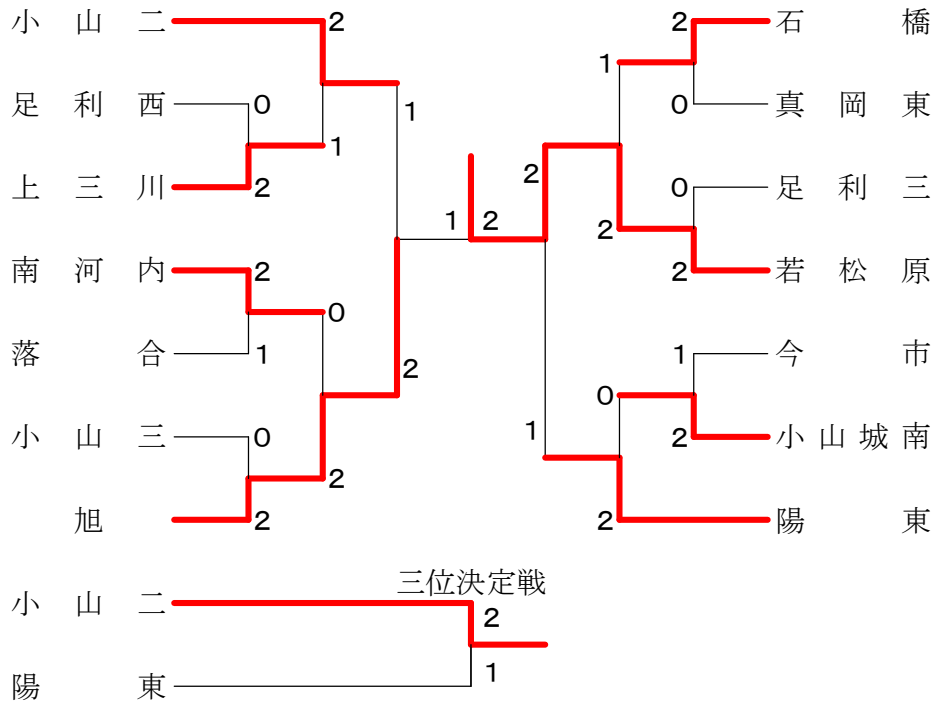 小山二 2 2 石橋
1 1
足利西 0 0 真岡東
1 2
上三川 2 0 足利三
1 2 2
南河内 2 2 若松原
0
落合 1 2 1 今市
0
小山三 0 1 2 小山城南
2
旭 2 2 陽東
三位決定戦
小山二 2
陽東 1